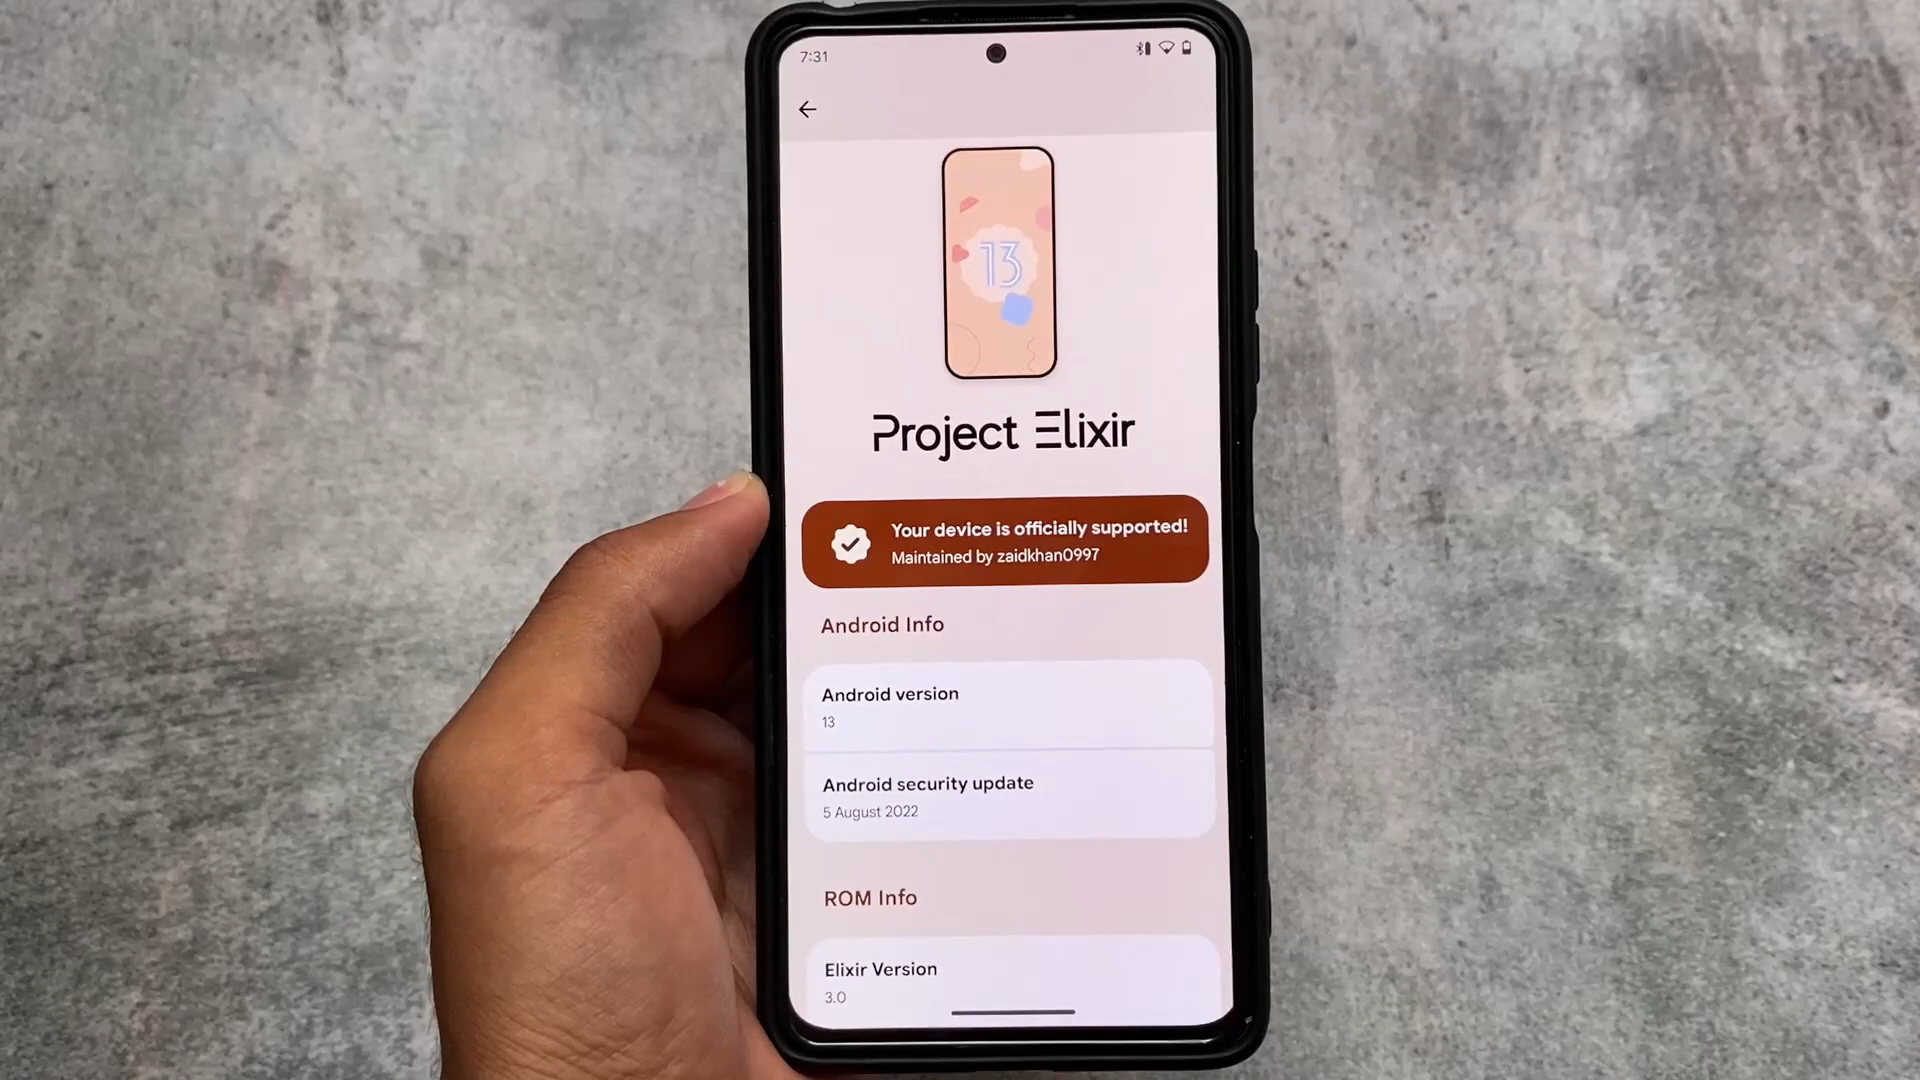 7:31
13
Project Elixir
Your device is officially supported!
Maintained by zaidkhan0997
Android Info
Android version
13
Android security update
5 August 2022
ROM Info
Elixir Version
3.0